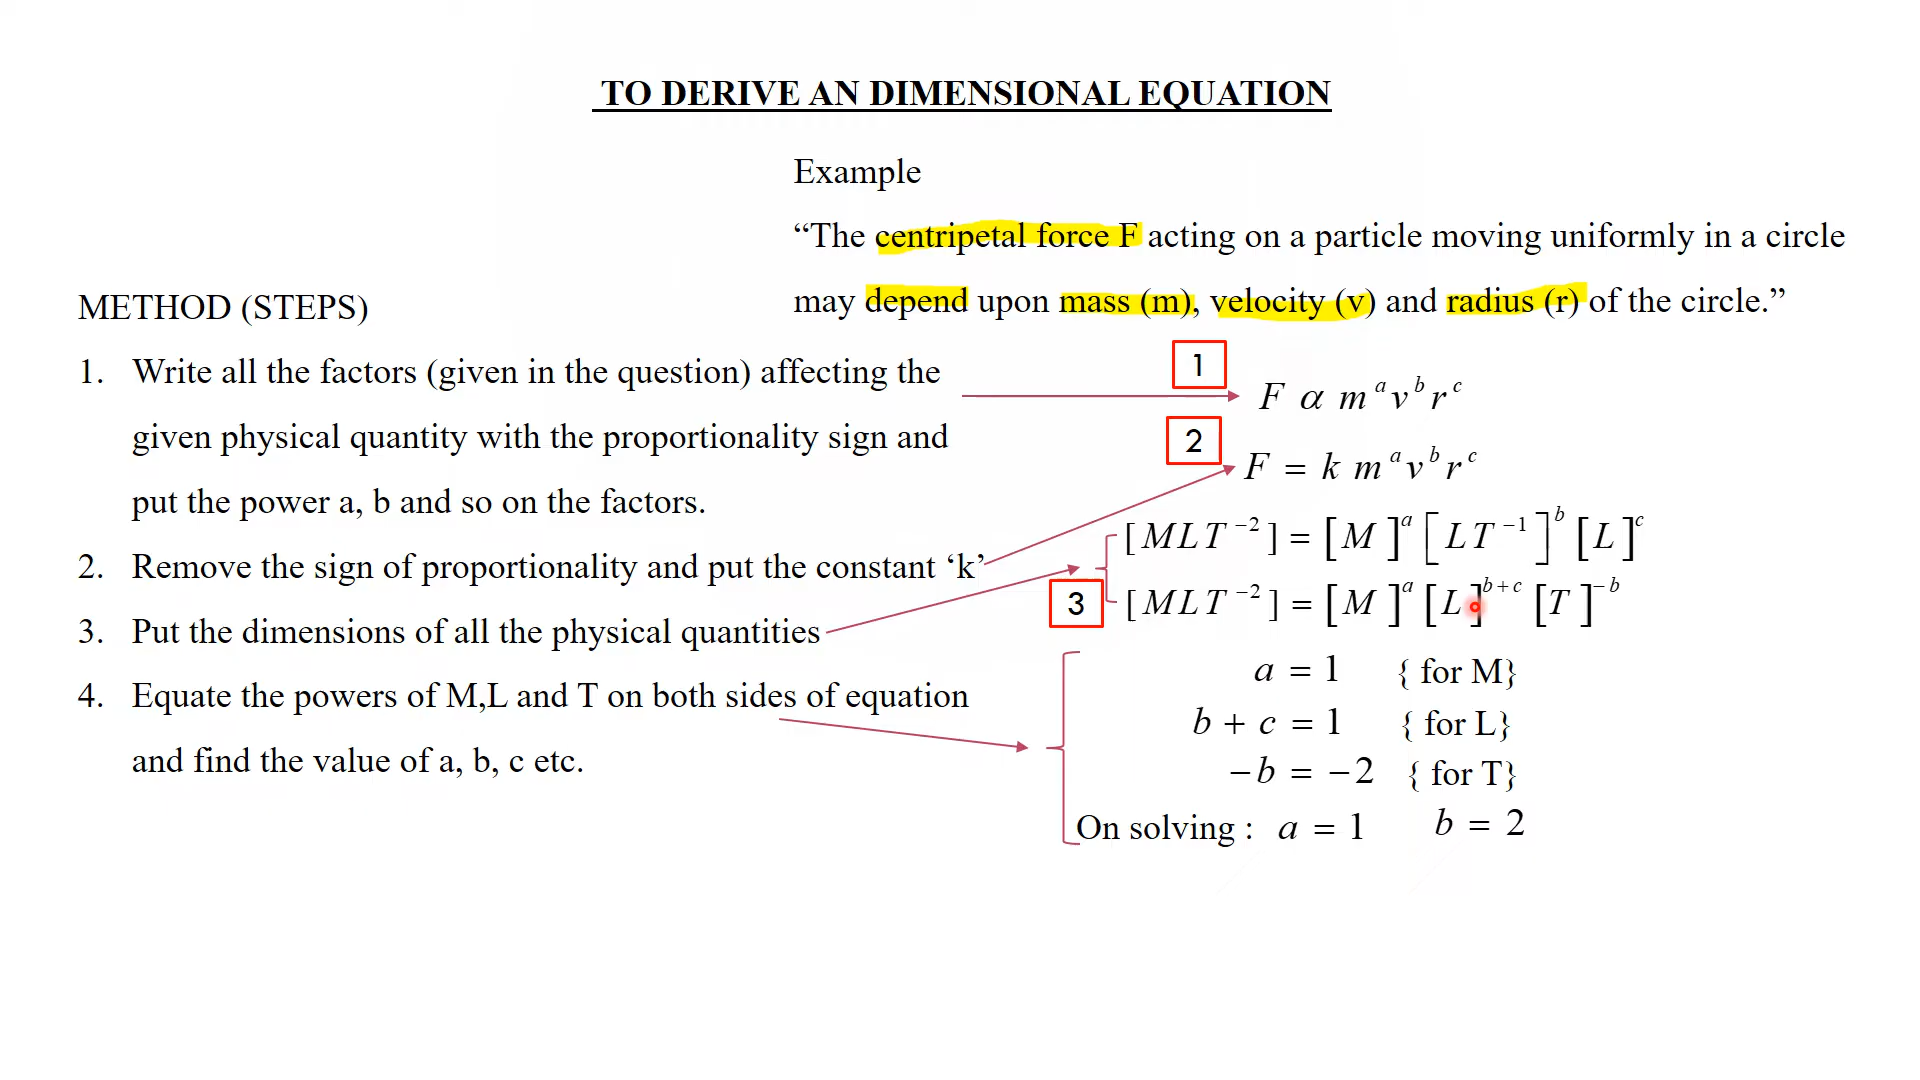 TO DERIVE AN DIMENSIONAL EQUATION
Example
“The centripetal force F acting on a particle moving uniformly in a circle
may depend upon mass (m), velocity (v) and radius (r) of the circle.”
METHOD (STEPS)
1. Write all the factors (given in the question) affecting the
given physical quantity with the proportionality sign and
put the power a, b and so on the factors.
2. Remove the sign of proportionality and put the constant ‘k’
3. Put the dimensions of all the physical quantities
4. Equate the powers of M,L and T on both sides of equation
and find the value of a, b, c etc.
1
F α m^a v^b r^c
2
F = k m^a v^b r^c
[MLT^−2] = [M]^a [LT^−1]^b [L]^c
3
[MLT^−2] = [M]^a [L]^b+c [T]^−b
a = 1 { for M}
b + c = 1 { for L}
−b = −2 { for T}
On solving : a = 1 b = 2